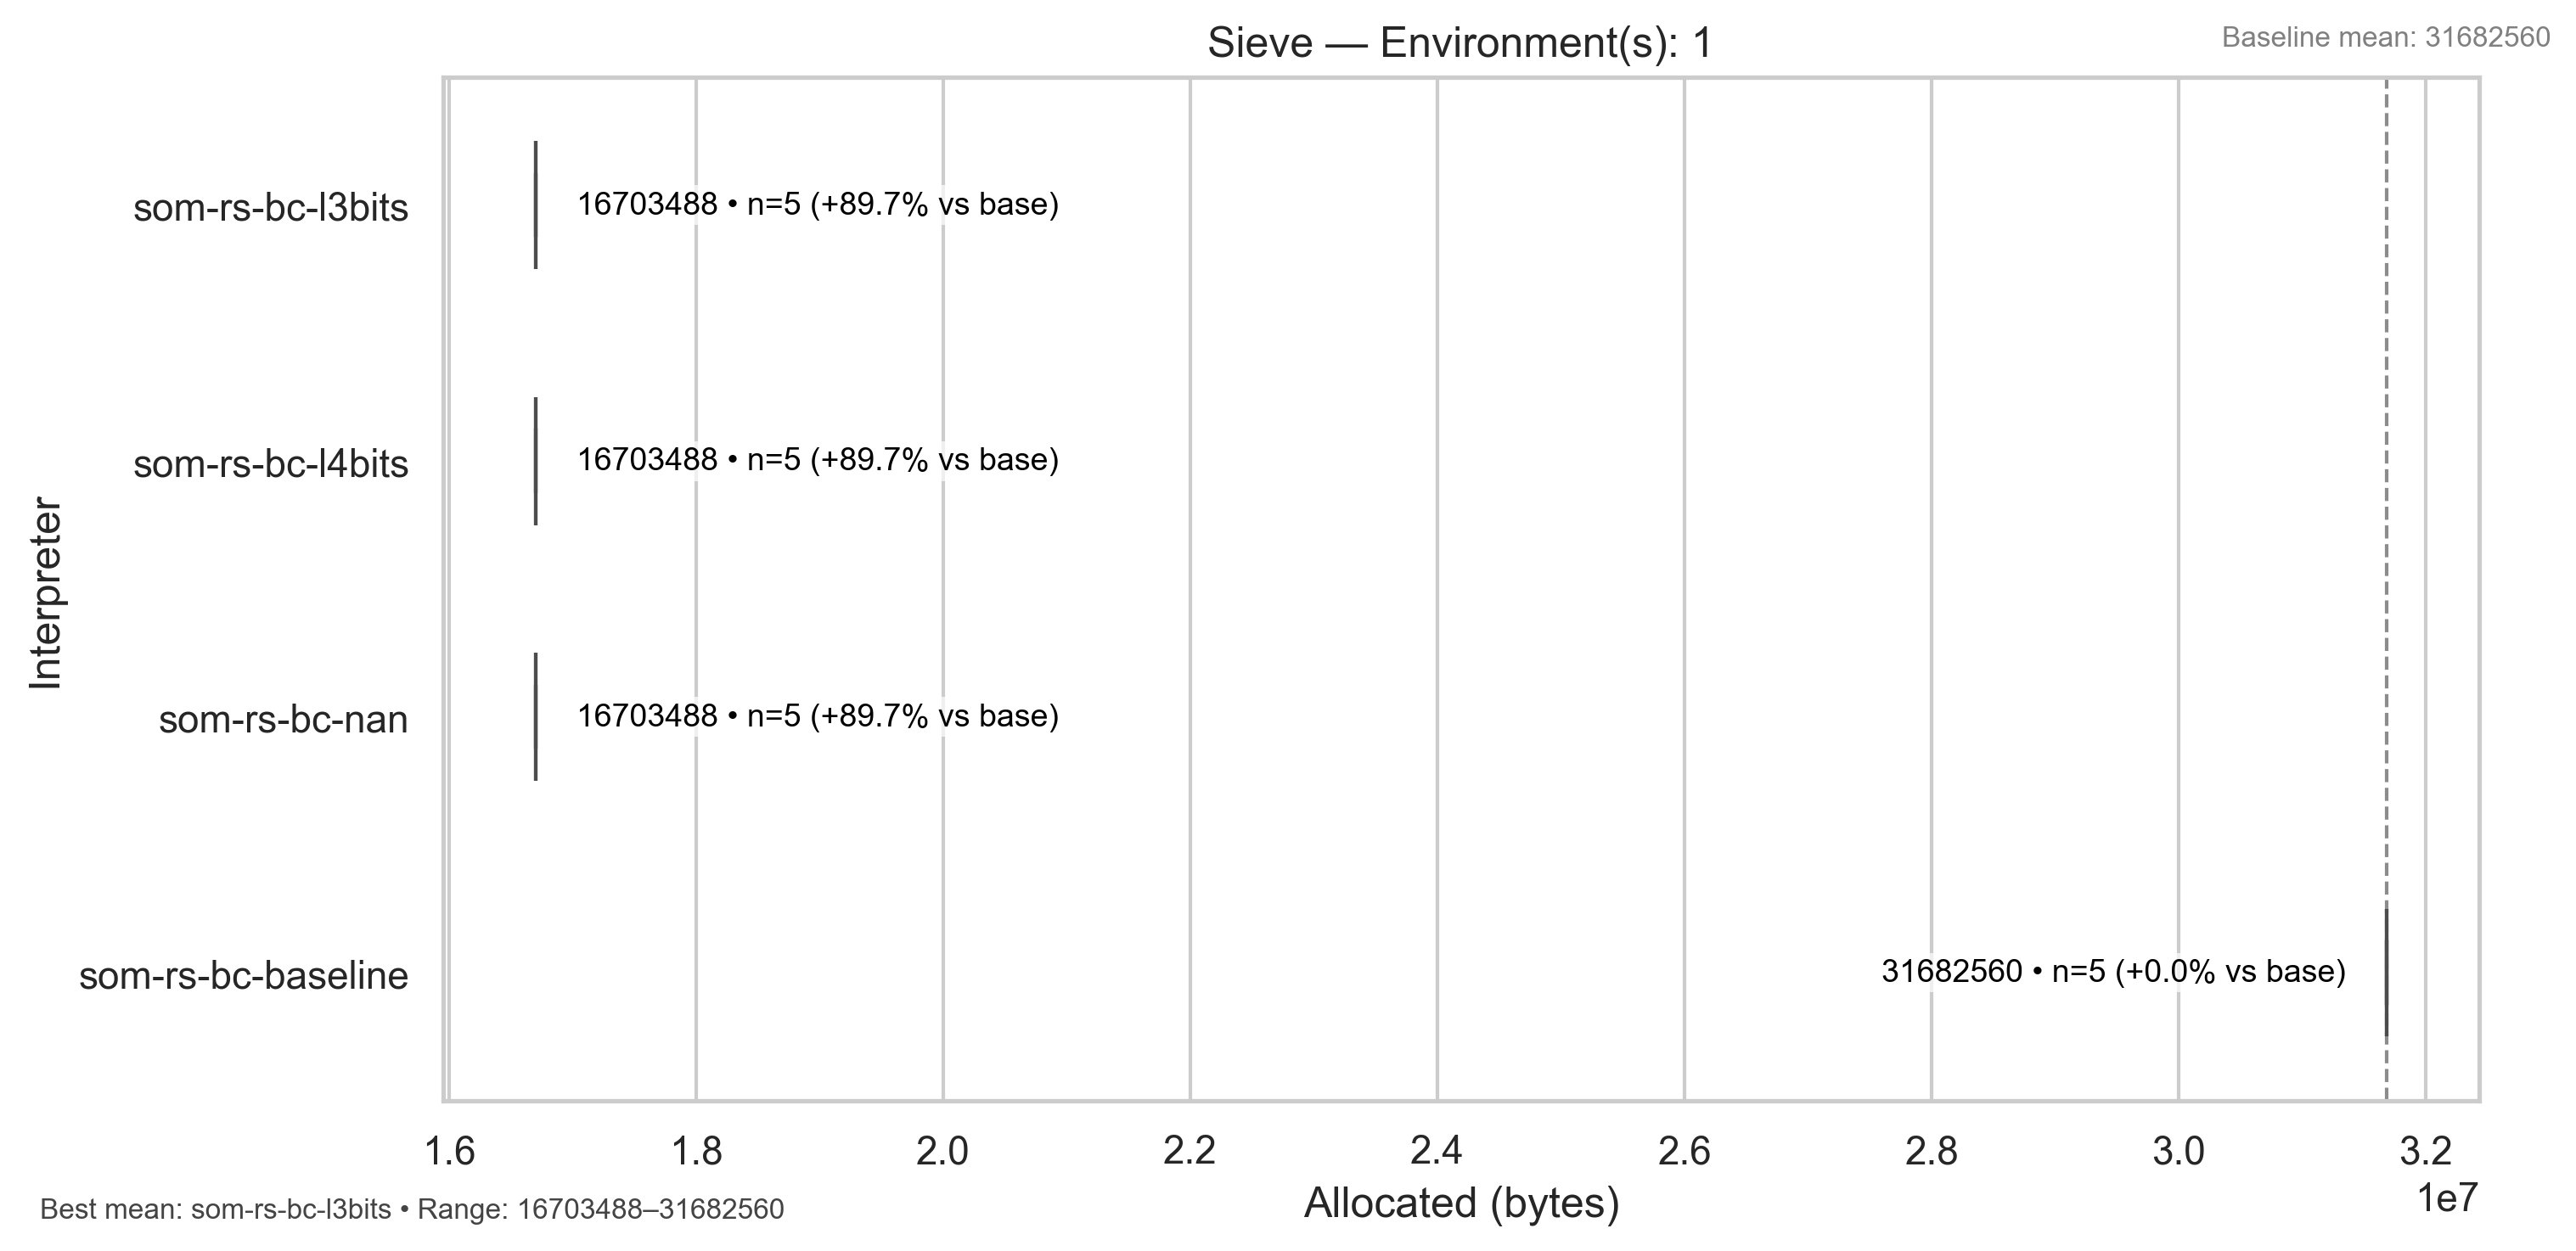 Sieve — Environment(s): 1
Baseline mean: 31682560
Interpreter
som-rs-bc-l3bits
16703488 • n=5 (+89.7% vs base)
som-rs-bc-l4bits
16703488 • n=5 (+89.7% vs base)
som-rs-bc-nan
16703488 • n=5 (+89.7% vs base)
som-rs-bc-baseline
31682560 • n=5 (+0.0% vs base)
1.6 1.8 2.0 2.2 2.4 2.6 2.8 3.0 3.2
1e7
Allocated (bytes)
Best mean: som-rs-bc-l3bits • Range: 16703488–31682560